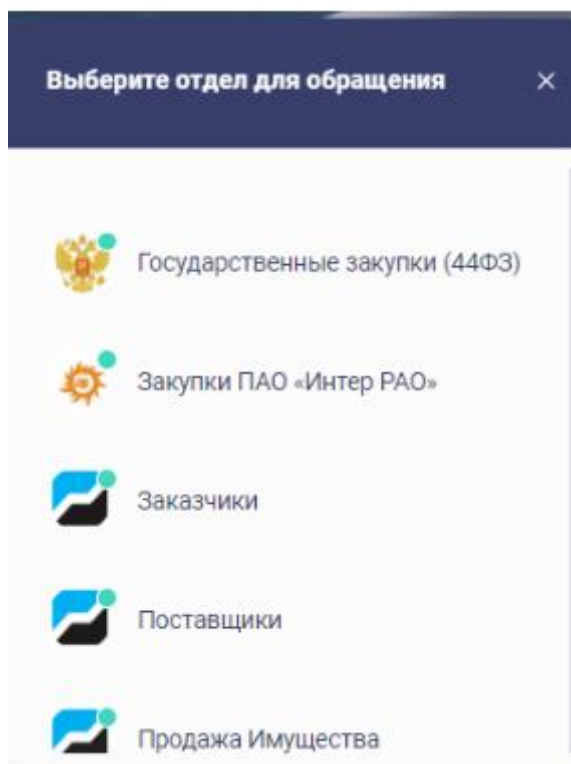 Выберите отдел для обращения
Государственные закупки (44ФЗ)
Закупки ПАО «Интер РАО»
Заказчики
Поставщики
Продажа Имущества